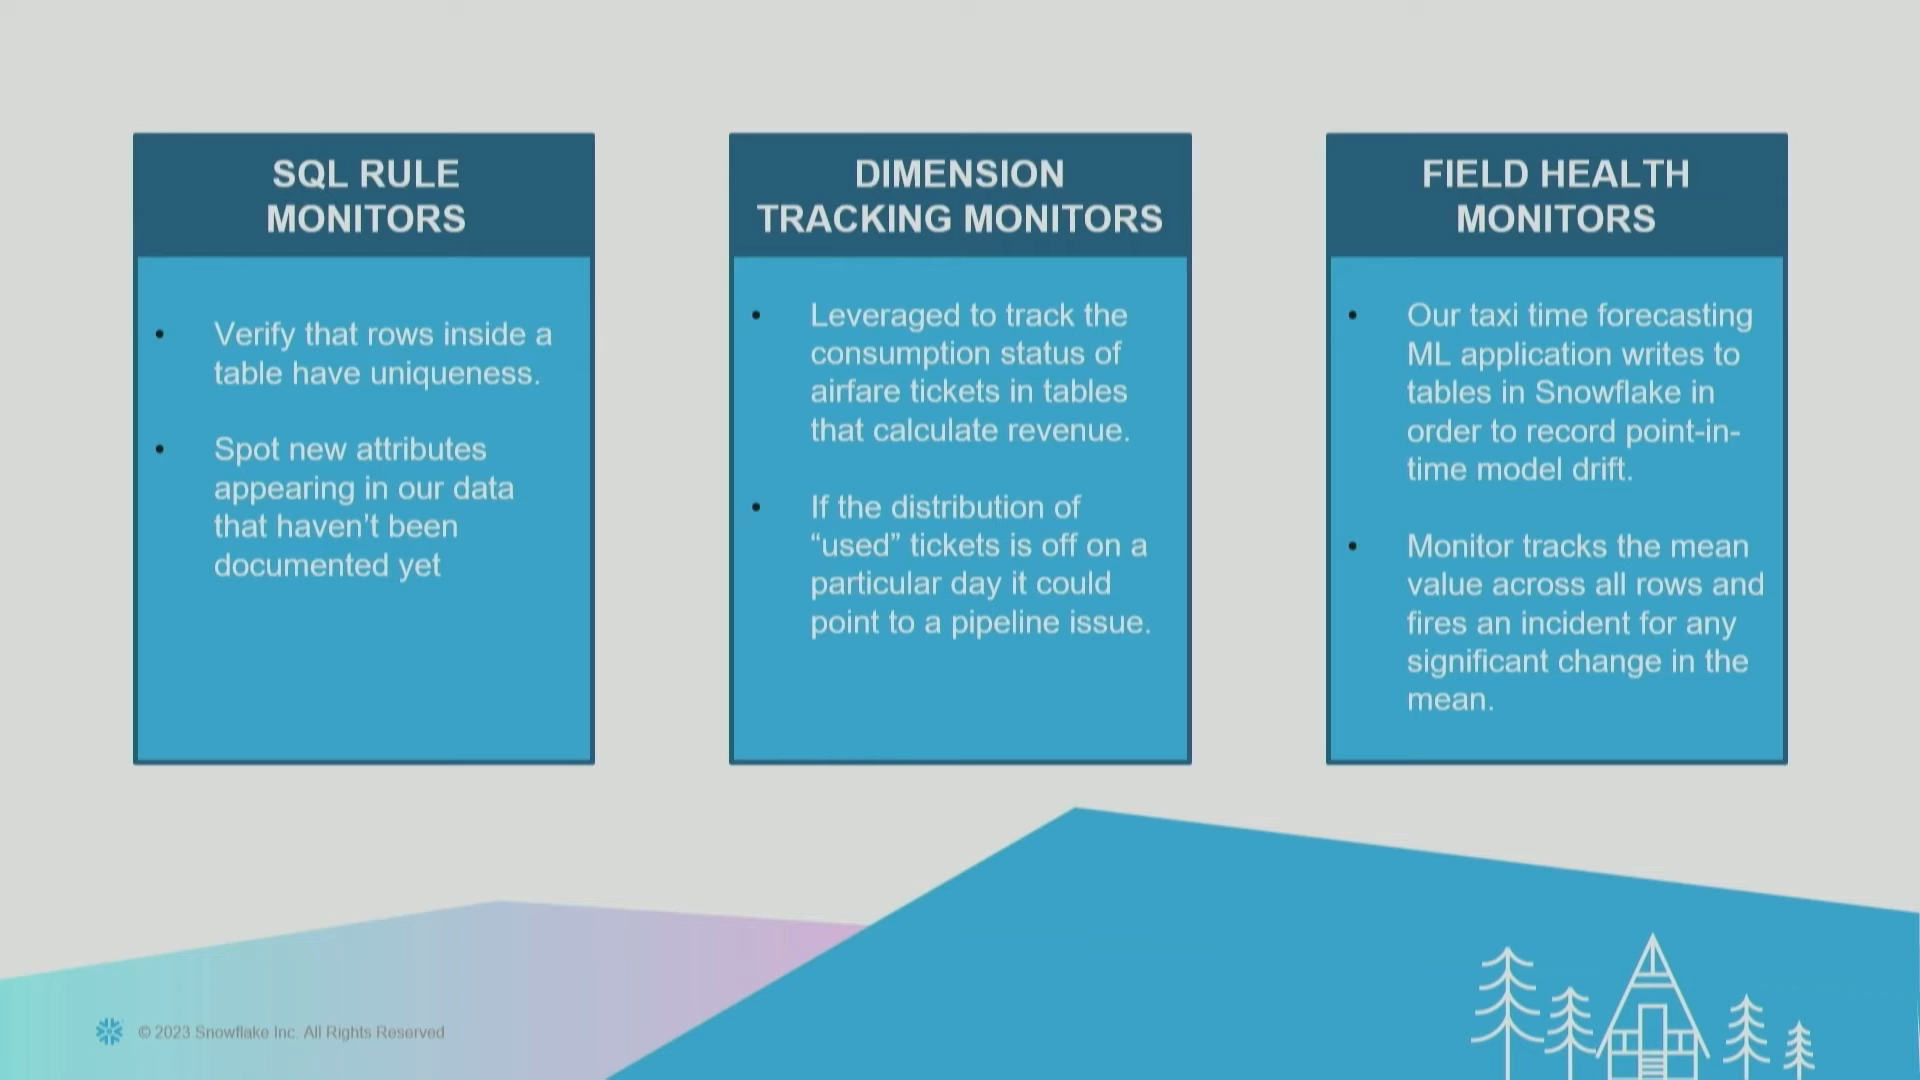 SQL RULE
MONITORS
• Verify that rows inside a
table have uniqueness.
• Spot new attributes
appearing in our data
that haven't been
documented yet
DIMENSION
TRACKING MONITORS
• Leveraged to track the
consumption status of
airfare tickets in tables
that calculate revenue.
• If the distribution of
“used” tickets is off on a
particular day it could
point to a pipeline issue.
FIELD HEALTH
MONITORS
• Our taxi time forecasting
ML application writes to
tables in Snowflake in
order to record point-in-
time model drift.
• Monitor tracks the mean
value across all rows and
fires an incident for any
significant change in the
mean.
© 2023 Snowflake Inc. All Rights Reserved